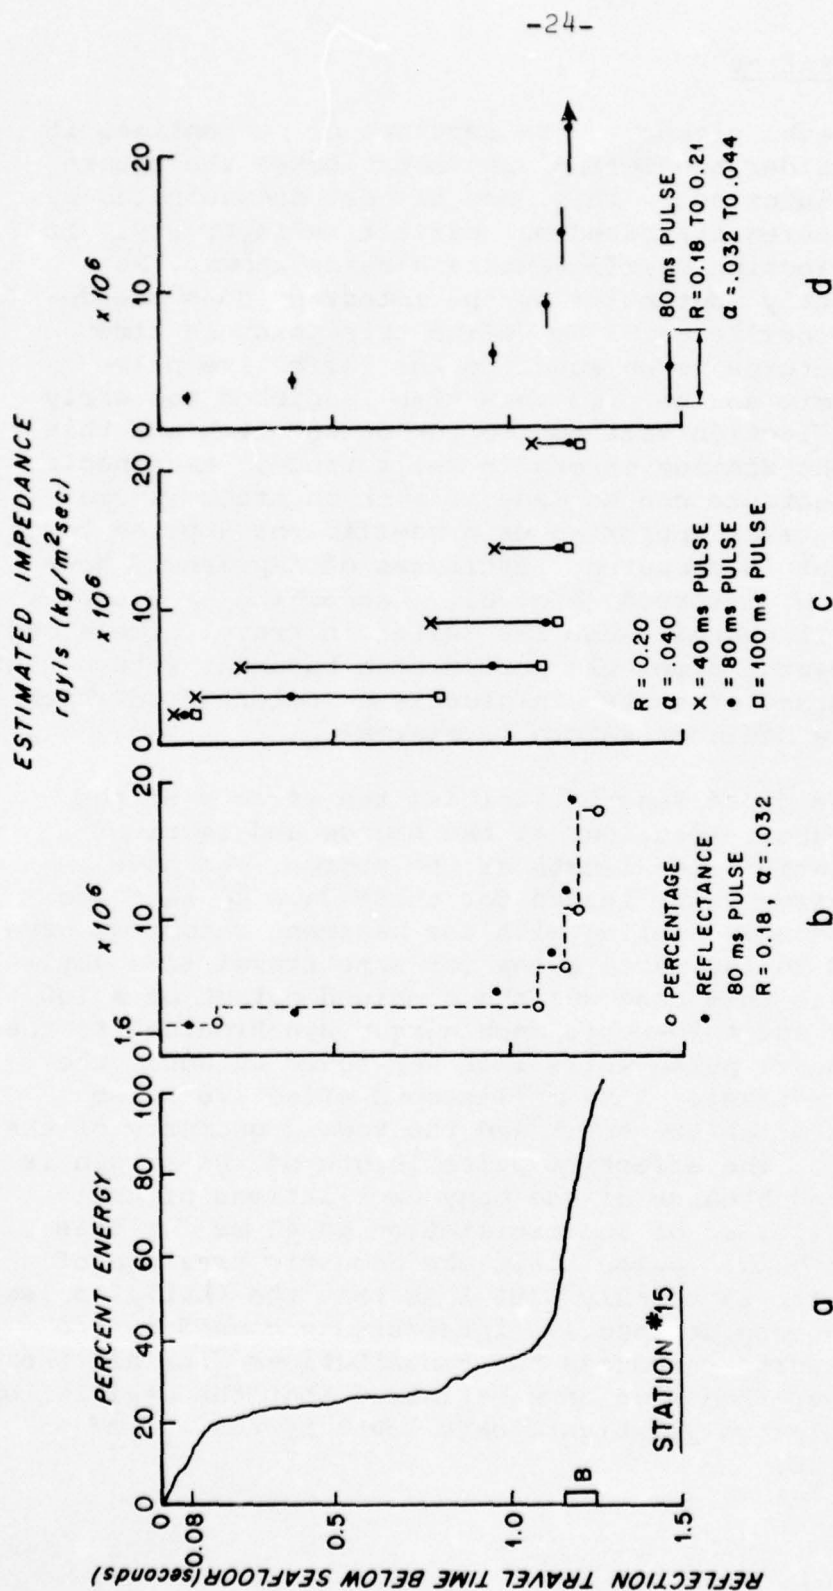 -24-
ESTIMATED IMPEDANCE
rayls (kg/m²sec)
PERCENT ENERGY
0 20 40 60 80 100
x 10⁶
1.6
0 10 20
x 10⁶
0 10 20
x 10⁶
0 10 20
REFLECTION TRAVEL TIME BELOW SEAFLOOR (seconds)
0
0.08
0.5
1.0
1.5
B
STATION #15
O PERCENTAGE
• REFLECTANCE
80 ms PULSE
R=0.18, α=.032
R=0.20
α=.040
X=40 ms PULSE
•=80 ms PULSE
□=100 ms PULSE
80 ms PULSE
R=0.18 TO 0.21
α=.032 TO .044
a
b
c
d